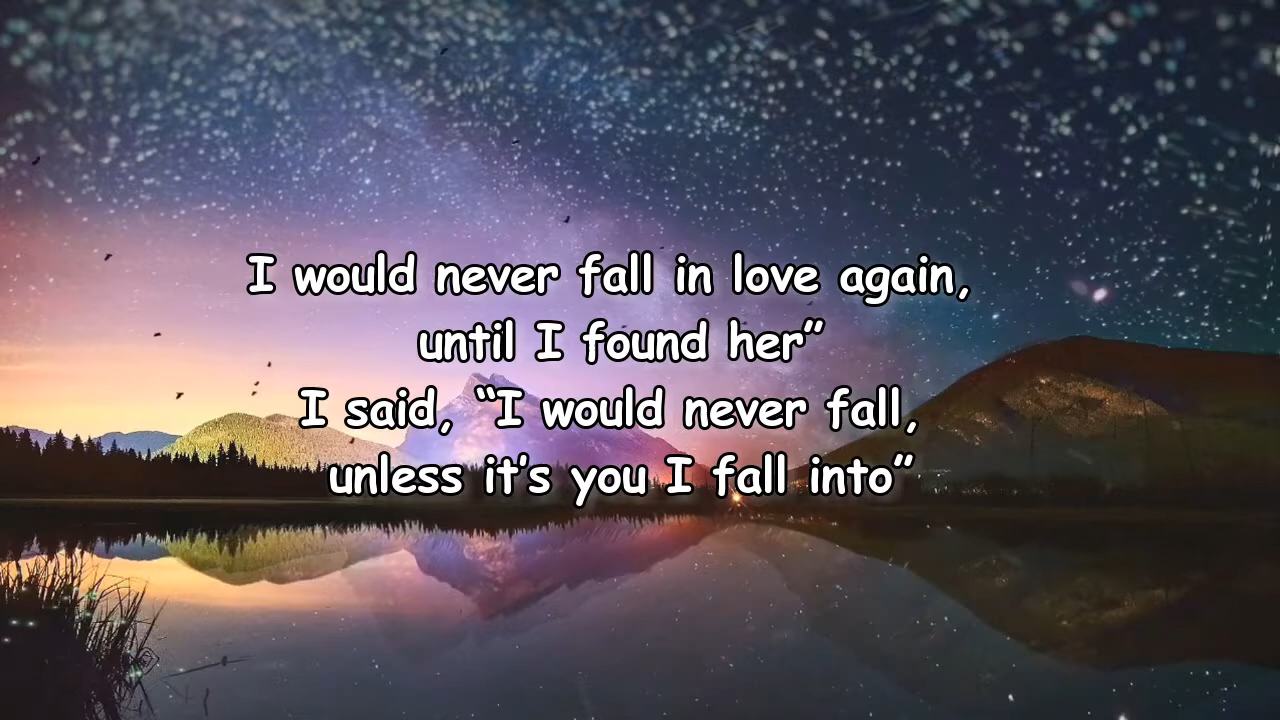 I would never fall in love again,
until I found her”
I said, “I would never fall,
unless it’s you I fall into”